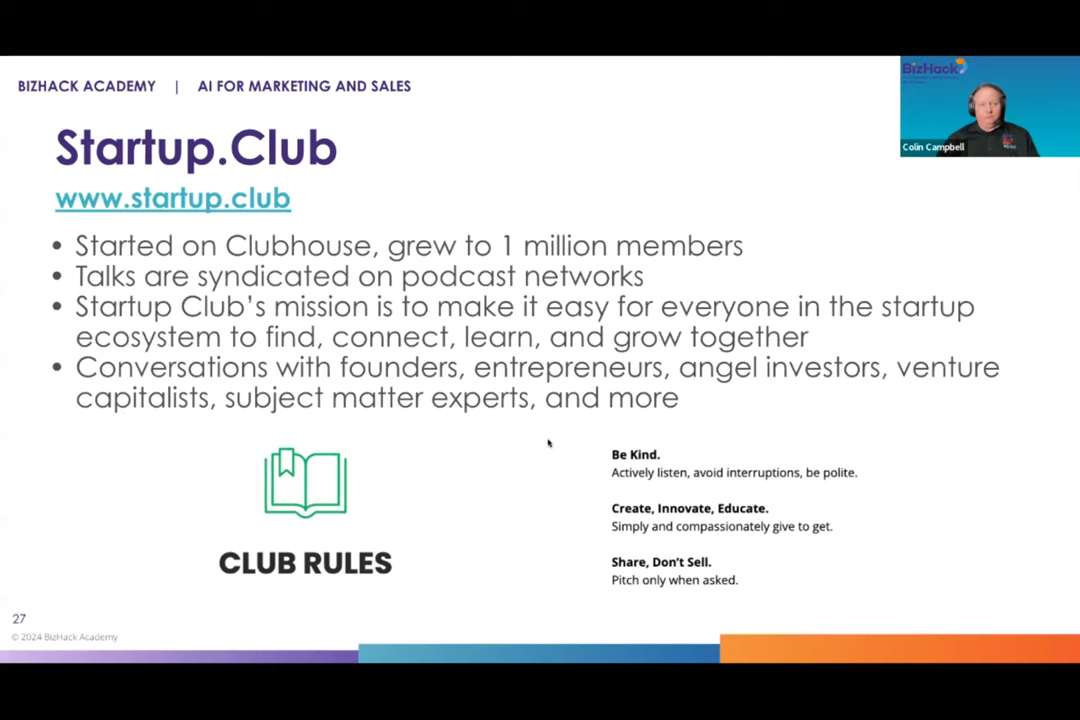 BIZHACK ACADEMY | AI FOR MARKETING AND SALES
BizHack
Colin Campbell
Startup.Club
www.startup.club
• Started on Clubhouse, grew to 1 million members
• Talks are syndicated on podcast networks
• Startup Club’s mission is to make it easy for everyone in the startup
ecosystem to find, connect, learn, and grow together
• Conversations with founders, entrepreneurs, angel investors, venture
capitalists, subject matter experts, and more
CLUB RULES
Be Kind.
Actively listen, avoid interruptions, be polite.
Create, Innovate, Educate.
Simply and compassionately give to get.
Share, Don't Sell.
Pitch only when asked.
27
© 2024 BizHack Academy